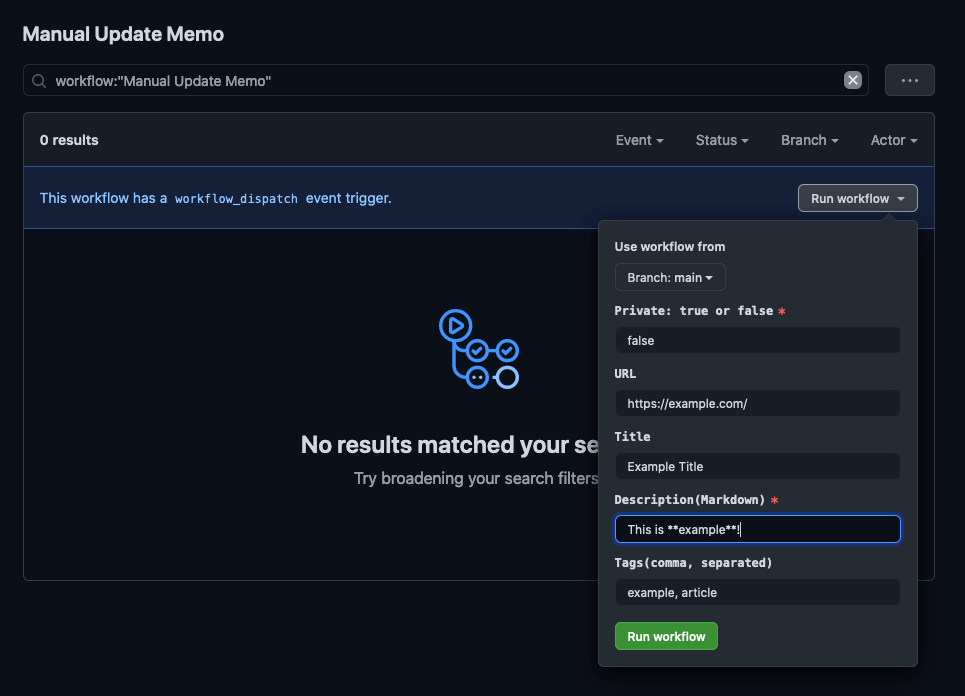 Manual Update Memo
workflow:"Manual Update Memo"
0 results
Event
Status
Branch
Actor
This workflow has a workflow_dispatch event trigger.
Run workflow
Use workflow from
Branch: main
Private: true or false *
false
URL
https://example.com/
Title
Example Title
Description(Markdown) *
This is **example**!
Tags(comma, separated)
example, article
Run workflow
No results matched your se
Try broadening your search filters